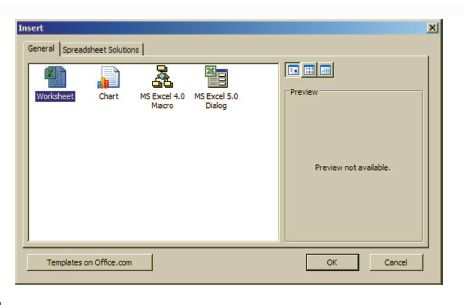 Insert
General Spreadsheet Solutions
Worksheet Chart MS Excel 4.0 Macro MS Excel 5.0 Dialog
Preview
Preview not available.
Templates on Office.com OK Cancel